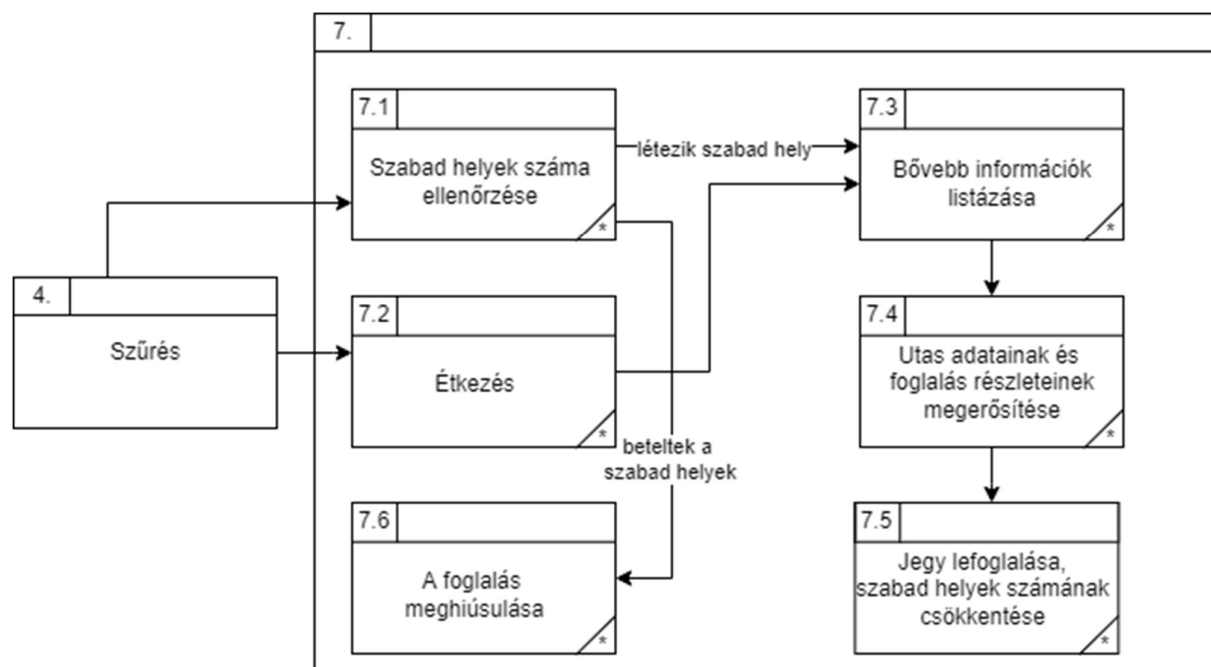 7.
7.1
Szabad helyek száma
ellenőrzése
*
létezik szabad hely
7.3
Bővebb információk
listázása
*
4.
Szűrés
7.2
Étkezés
*
beteltek a
szabad helyek
7.4
Utas adatainak és
foglalás részleteinek
megerősítése
*
7.6
A foglalás
meghiúsulása
*
7.5
Jegy lefoglalása,
szabad helyek számának
csökkentése
*